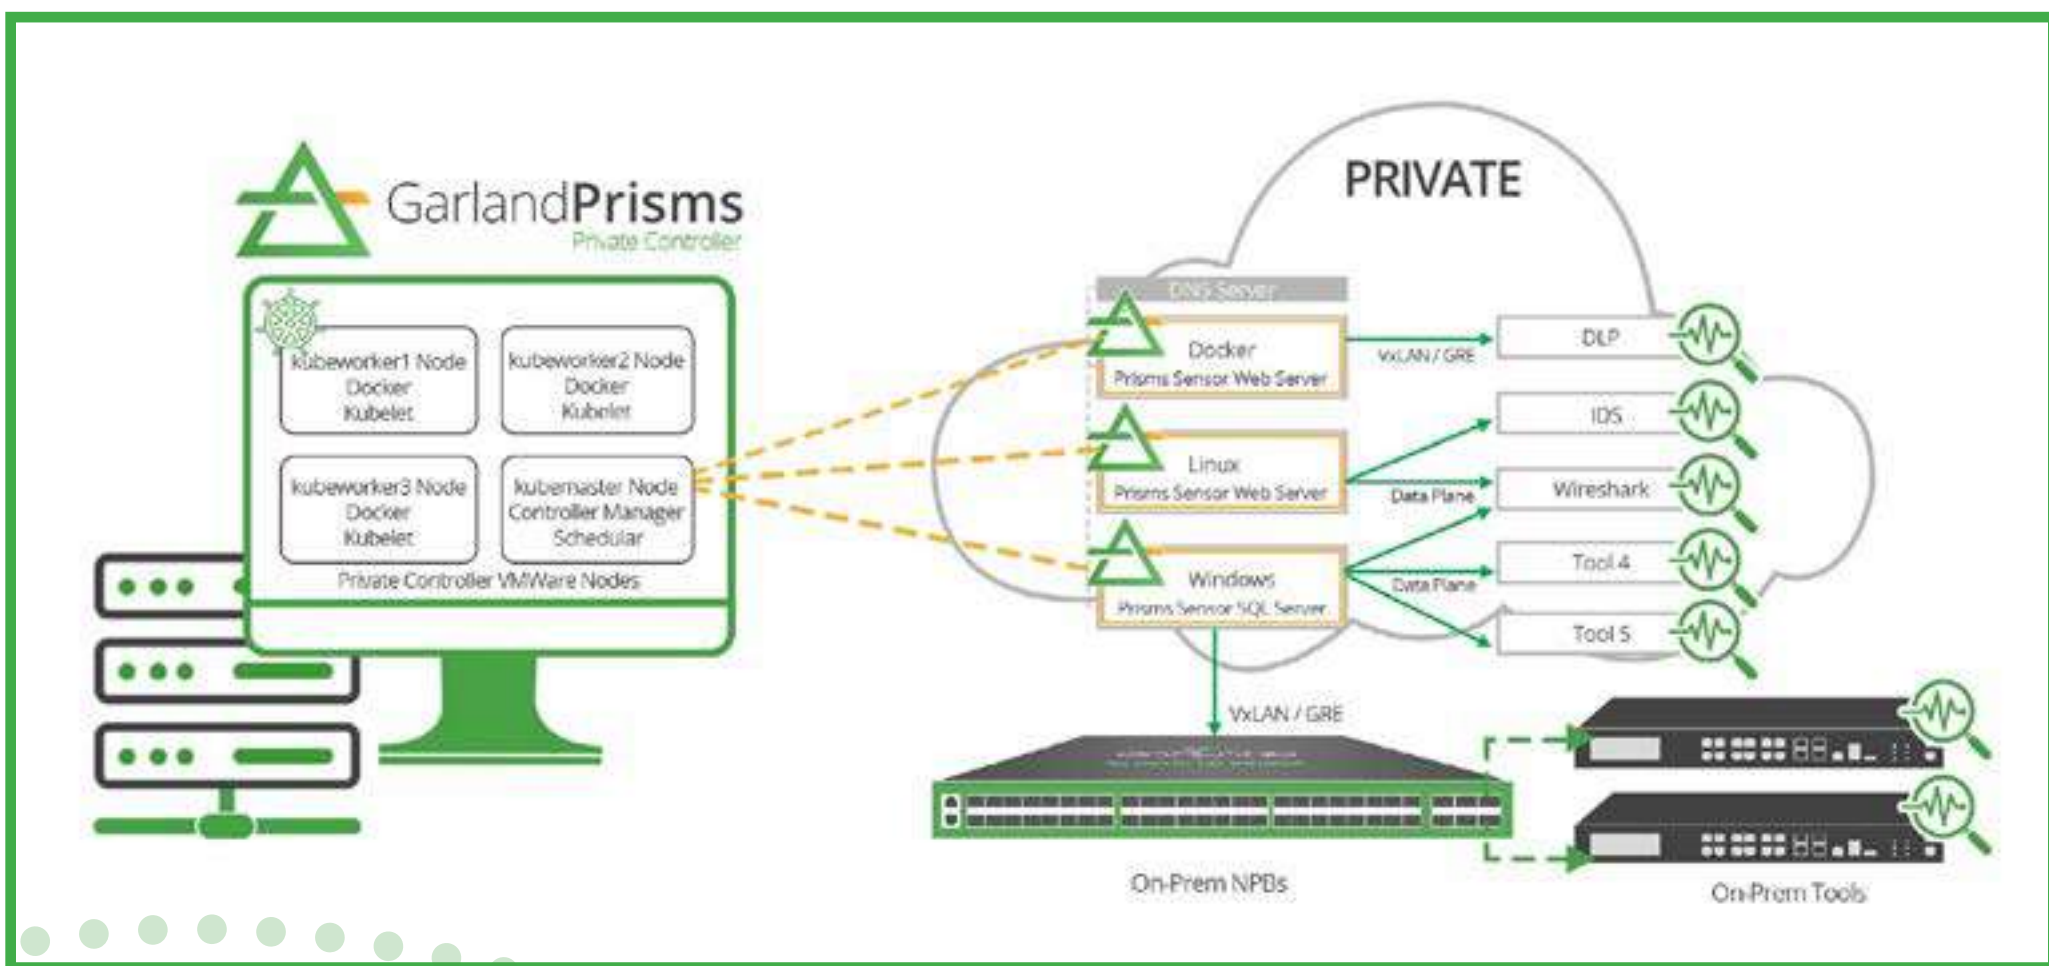 GarlandPrisms
Private Controller
kubeworker1 Node
Docker
Kubelet
kubeworker2 Node
Docker
Kubelet
kubeworker3 Node
Docker
Kubelet
kubemaster Node
Controller Manager
Schedular
Private Controller VMWare Nodes
PRIVATE
DNS Server
Docker
Prisms Sensor Web Server
Linux
Prisms Sensor Web Server
Windows
Prisms Sensor SQL Server
VxLAN / GRE
Data Plane
Data Plane
DLP
IDS
Wireshark
Tool 4
Tool 5
VxLAN / GRE
On-Prem NPBs
On-Prem Tools